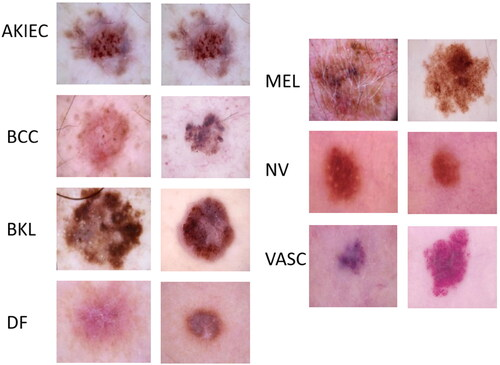 AKIEC
BCC
BKL
DF
MEL
NV
VASC